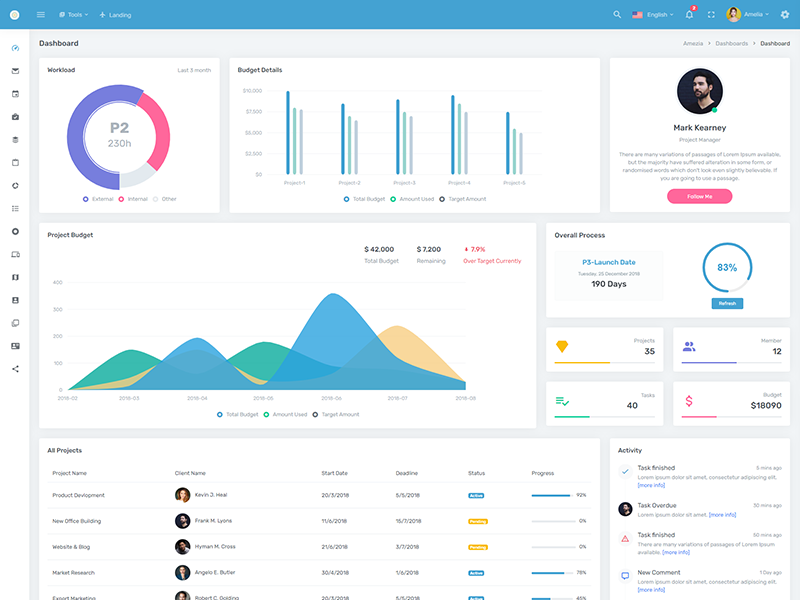 Tools
Landing
English
2
Amelia
Dashboard
Amezia
Dashboards
Dashboard
Workload
Last 3 month
P2
230h
External
Internal
Other
Budget Details
$10,000
$7,500
$5,000
$2,500
$0
Project-1
Project-2
Project-3
Project-4
Project-5
Total Budget
Amount Used
Target Amount
Mark Kearney
Project Manager
There are many variations of passages of Lorem Ipsum available,
but the majority have suffered alteration in some form, or
randomised words which don't look even slightly believable. If
you are going to use a passage.
Follow Me
Project Budget
$ 42,000
Total Budget
$ 7,200
Remaining
7.9%
Over Target Currently
400
300
200
100
0
2018-02
2018-03
2018-04
2018-05
2018-06
2018-07
2018-08
Total Budget
Amount Used
Target Amount
Overall Process
P3-Launch Date
Tuesday, 25 December 2018
190 Days
83%
Refresh
Projects
35
Member
12
Tasks
40
Budget
$18090
All Projects
Project Name
Client Name
Start Date
Deadline
Status
Progress
Product Devlopment
Kevin J. Heal
20/3/2018
5/5/2018
Active
92%
New Office Building
Frank M. Lyons
11/6/2018
15/7/2018
Pending
0%
Website & Blog
Hyman M. Cross
21/6/2018
3/7/2018
Pending
0%
Market Research
Angelo E. Butler
30/4/2018
1/6/2018
Active
78%
Export Marketing
Robert C. Golding
20/3/2018
5/5/2018
Active
45%
Activity
Task finished
5 mins ago
Lorem ipsum dolor sit amet, consectetur adipiscing elit.
[more info]
Task Overdue
30 mins ago
Lorem ipsum dolor sit amet. [more info]
Task finished
50 mins ago
There are many variations of passages of Lorem Ipsum
available. [more info]
New Comment
1 Day ago
Lorem ipsum dolor sit amet, consectetur adipiscing elit.
[more info]